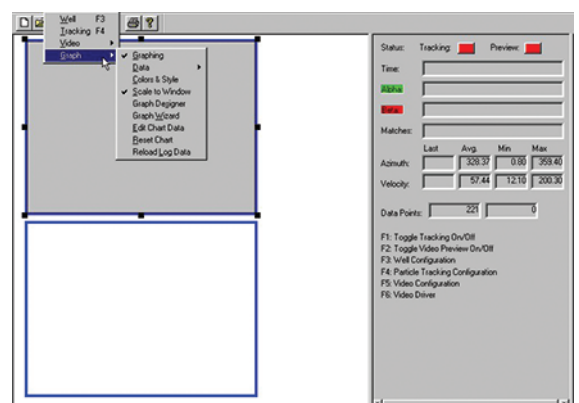 Well F3
Tracking F4
Video
Graph
Graphing
Data
Colors & Style
Scale to Window
Graph Designer
Graph Wizard
Edit Chart Data
Reset Chart
Reload Log Data
Status: Tracking: Preview:
Time:
Alpha
Beta
Matches:
Last Avg. Min Max
Azimuth: 328.37 0.80 359.40
Velocity: 57.44 12.10 200.30
Data Points: 221 0
F1: Toggle Tracking On/Off
F2: Toggle Video Preview On/Off
F3: Well Configuration
F4: Particle Tracking Configuration
F5: Video Configuration
F6: Video Driver